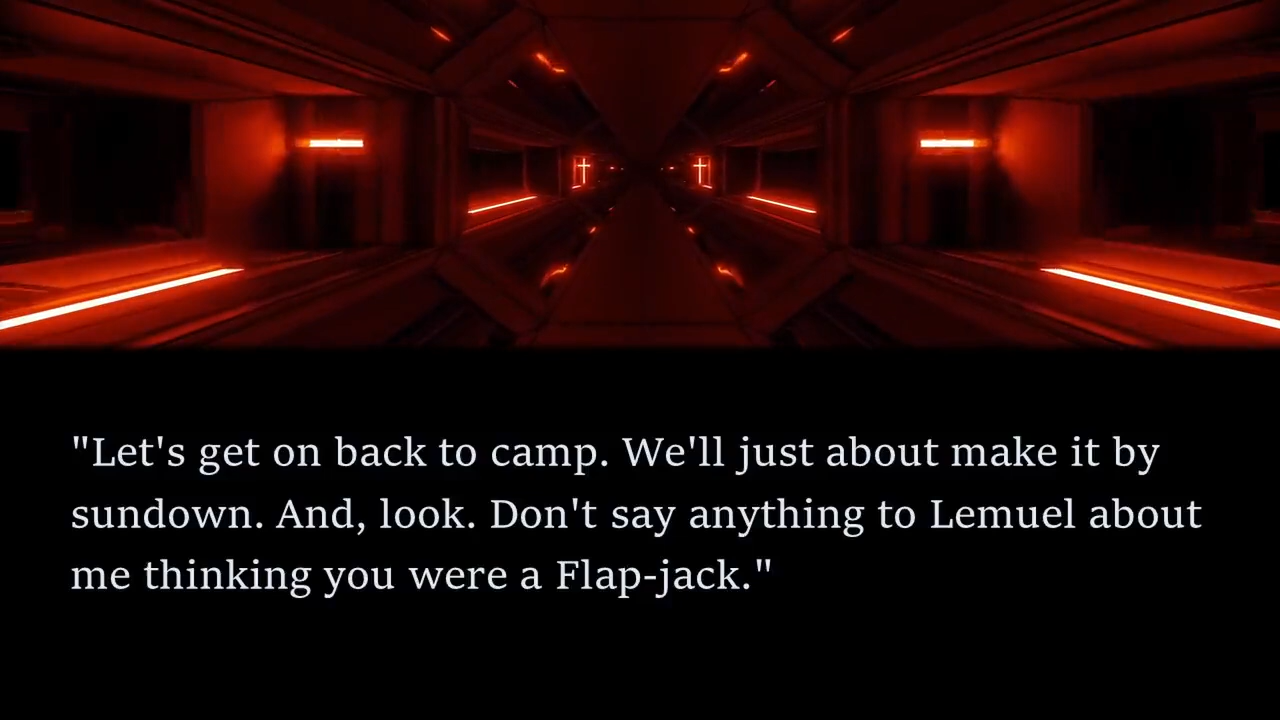 "Let's get on back to camp. We'll just about make it by
sundown. And, look. Don't say anything to Lemuel about
me thinking you were a Flap-jack."